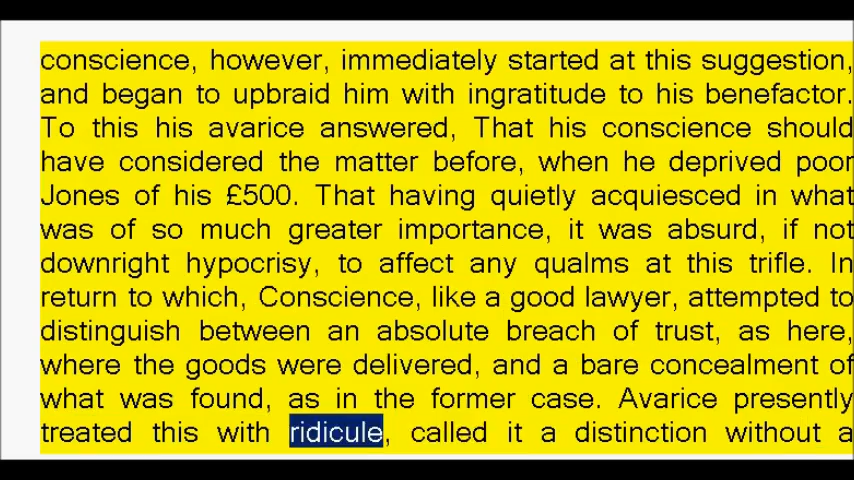 conscience, however, immediately started at this suggestion,
and began to upbraid him with ingratitude to his benefactor.
To this his avarice answered, That his conscience should
have considered the matter before, when he deprived poor
Jones of his £500. That having quietly acquiesced in what
was of so much greater importance, it was absurd, if not
downright hypocrisy, to affect any qualms at this trifle. In
return to which, Conscience, like a good lawyer, attempted to
distinguish between an absolute breach of trust, as here,
where the goods were delivered, and a bare concealment of
what was found, as in the former case. Avarice presently
treated this with ridicule, called it a distinction without a